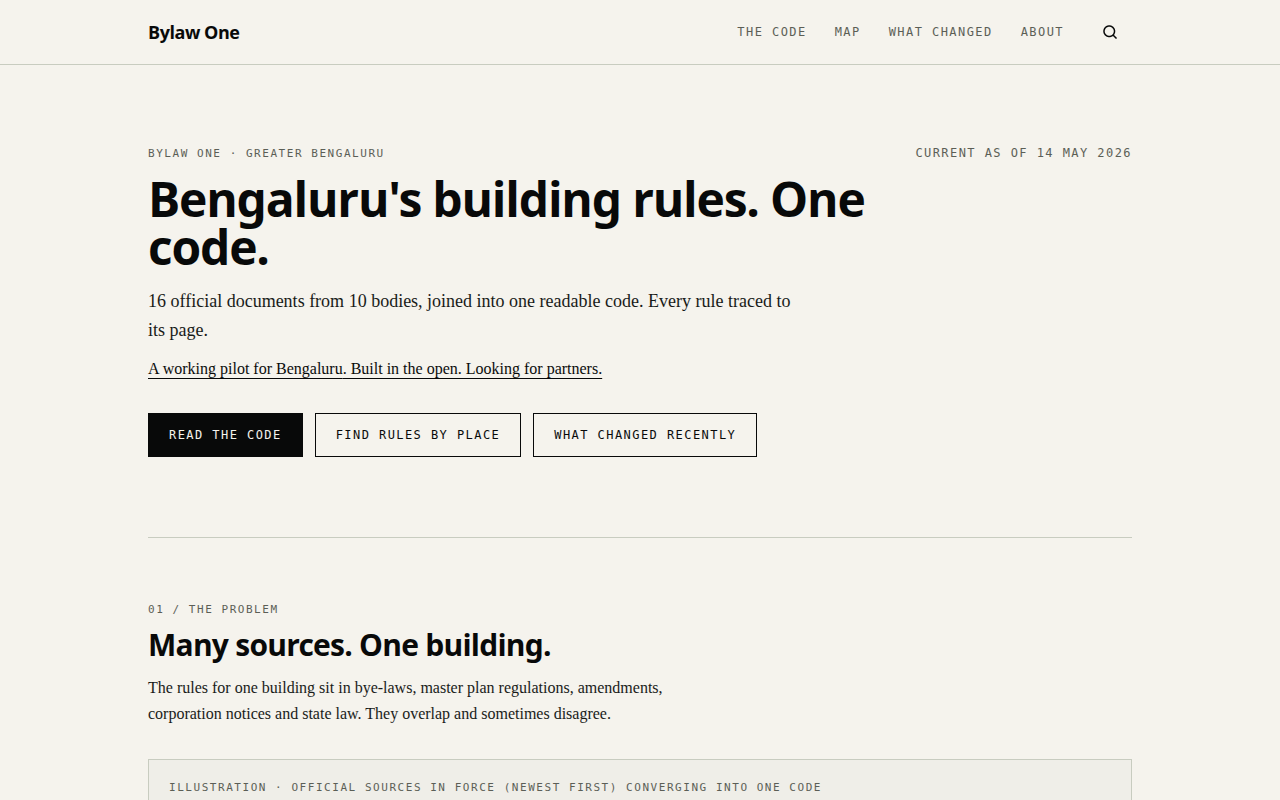 Bylaw One
THE CODE
MAP
WHAT CHANGED
ABOUT
BYLAW ONE · GREATER BENGALURU
CURRENT AS OF 14 MAY 2026
Bengaluru's building rules. One
code.
16 official documents from 10 bodies, joined into one readable code. Every rule traced to
its page.
A working pilot for Bengaluru. Built in the open. Looking for partners.
READ THE CODE
FIND RULES BY PLACE
WHAT CHANGED RECENTLY
01 / THE PROBLEM
Many sources. One building.
The rules for one building sit in bye-laws, master plan regulations, amendments,
corporation notices and state law. They overlap and sometimes disagree.
ILLUSTRATION · OFFICIAL SOURCES IN FORCE (NEWEST FIRST) CONVERGING INTO ONE CODE